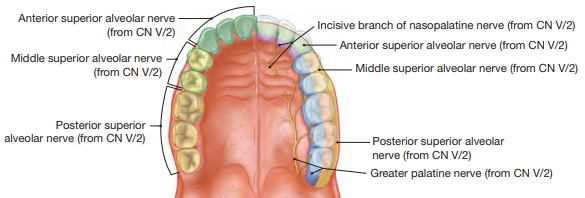 Anterior superior alveolar nerve
(from CN V/2)
Middle superior alveolar nerve
(from CN V/2)
Posterior superior
alveolar nerve (from CN V/2)
Incisive branch of nasopalatine nerve (from CN V/2)
Anterior superior alveolar nerve (from CN V/2)
Middle superior alveolar nerve (from CN V/2)
Posterior superior alveolar
nerve (from CN V/2)
Greater palatine nerve (from CN V/2)